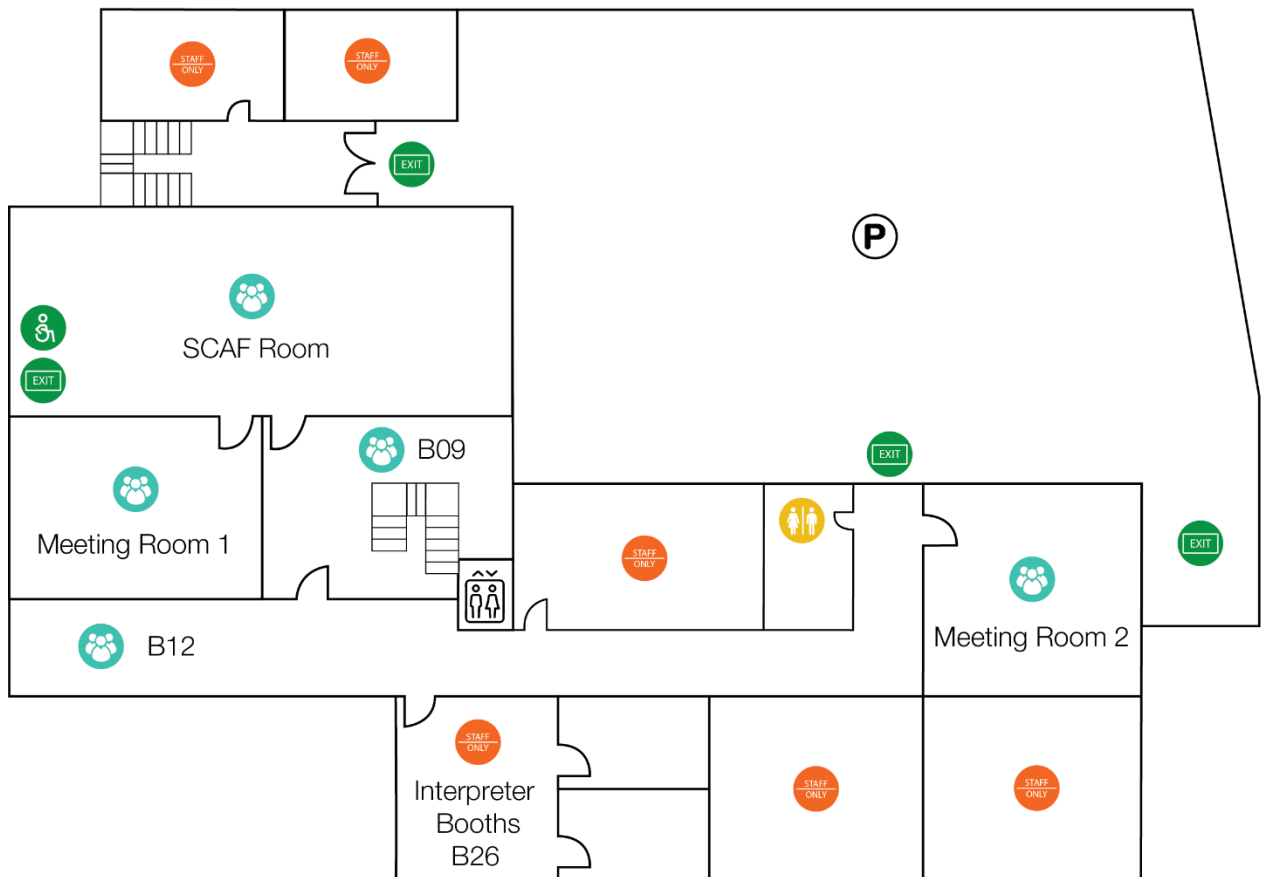 STAFF
ONLY
STAFF
ONLY
EXIT
P
SCAF Room
EXIT
B09
EXIT
Meeting Room 1
STAFF
ONLY
EXIT
Meeting Room 2
B12
STAFF
ONLY
Interpreter
Booths
B26
STAFF
ONLY
STAFF
ONLY